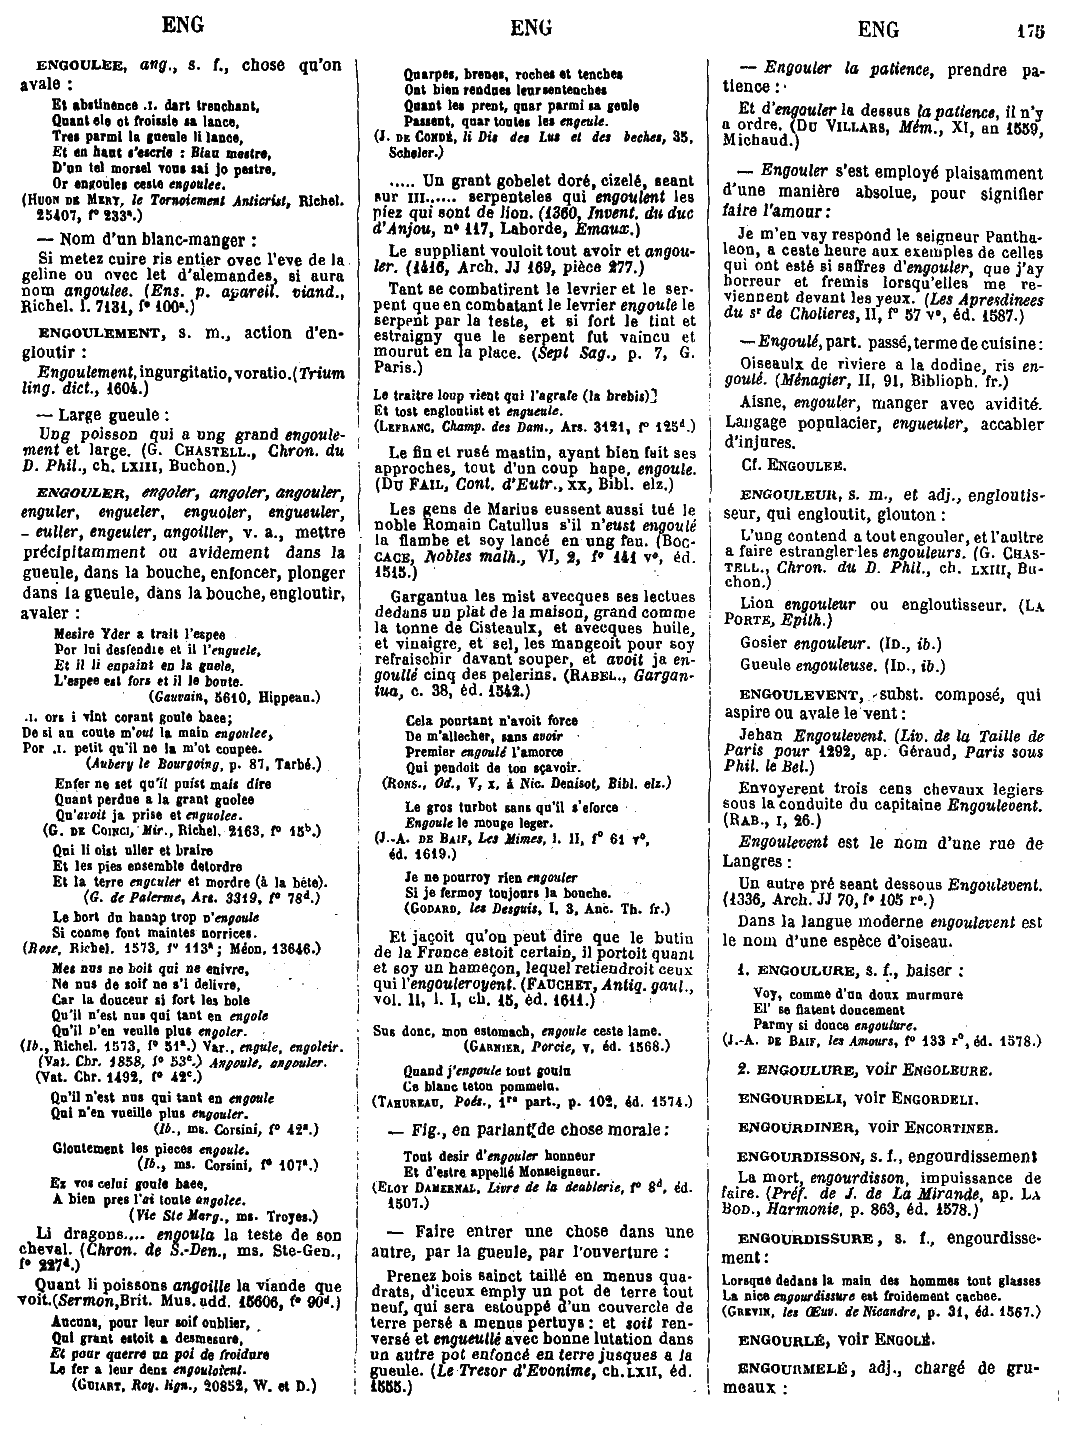 ENG
ENG
ENG 175
ENGOULEE, ang., s. f., chose qu'on
avale :
Et abstinence .I. dart trenchant,
Quant ele ot froissie sa lance,
Tres parmi la gueule li lance,
Et en haut s'escrie : Biau mestre,
D'un tel morsel vous sai jo pestre,
Or engoules ceste engoulee.
(HUON DE MERY, le Tornoiement Anticrist, Richel.
25407, f° 233ª.)
— Nom d'un blanc-manger :
Si metez cuire ris entier ovec l'eve de la
geline ou ovec let d'alemandes, si aura
nom angoulee. (Ens. p. apareil. viand.,
Richel. l. 7131, f° 100ª.)
ENGOULEMENT, s. m., action d'en-
gloutir :
Engoulement, ingurgitatio, voratio. (Trium
ling. dict., 1604.)
— Large gueule :
Ung poisson qui a ung grand engoule-
ment et large. (G. CHASTELL., Chron. du
D. Phil., ch. LXIII, Buchon.)
ENGOULER, engoler, angoler, angouler,
enguler, engueler, enguoler, engueuler,
- euller, engeuler, angoiller, v. a., mettre
précipitamment ou avidement dans la
gueule, dans la bouche, enfoncer, plonger
dans la gueule, dans la bouche, engloutir,
avaler :
Mesire Yder a trait l'espee
Por lui desfendre et il l'enguele,
Et il li enpaint en la guele,
L'espee est fors et il le boute.
(Gauvain, 5610, Hippeau.)
.I. ors i vint corant goule baee;
De si au coute m'out la main engoulee,
Por .I. petit qu'il ne la m'ot coupee.
(Aubery le Bourgoing, p. 87, Tarbé.)
Enfer ne set qu'il puist mais dire
Quant perdue a la grant guolee
Qu'avoit ja prise et enguolee.
(G. DE COINCI, Mir., Richel. 2163, f° 15ᵇ.)
Qui li oist uller et braire
Et les pies ensemble detordre
Et la terre engouler et mordre (à la bête).
(G. de Palerme, Ars. 3319, f° 78ᵈ.)
Le bort du hanap trop n'engoule
Si come font maintes norrices.
(Rose, Richel. 1573, f° 113ª; Méon, 13646.)
Mes nus ne boit qui ne enivre,
Ne nus de soif ne s'i delivre,
Car la douceur si fort les bole
Qu'il n'est nus qui tant en engole
Qu'il n'en veulle plus engoler.
(Ib., Richel. 1573, f° 51ª.) Var., engule, engoleir.
(Vat. Chr. 1858, f° 53ᶜ.) Angoule, angouler.
(Vat. Chr. 1492, f° 42ᶜ.)
Qu'il n'est nus qui tant en engoule
Qui n'en vueille plus engouler.
(Ib., ms. Corsini, f° 42ª.)
Gloutement les pieces engoule.
(Ib., ms. Corsini, f° 107ª.)
Ez vos celui goule baee,
A bien pres l'ai toute angolee.
(Vie Ste Marg., ms. Troyes.)
Li dragons.... engoula la teste de son
cheval. (Chron. de S.-Den., ms. Ste-Gen.,
f° 227ᵈ.)
Quant li poissons angoille la viande que
voit. (Sermon, Brit. Mus. add. 15606, f° 90ᵈ.)
Aucuns, pour leur soif oublier,
Qui grant estoit a desmesure,
Et pour querre un poi de froidure
Le fer a leur dens engouloient.
(GUIART, Roy. lign., 20852, W. et D.)
Quarpes, brenes, roches et tenches
Ont bien rendues leur sentenches
Quant les prent, quar parmi sa geule
Passent, quar toutes les engeule.
(J. DE CONDÉ, li Dis des Lus et des beches, 35,
Scheler.)
..... Un grant gobelet doré, cizelé, seant
sur III...... serpenteles qui engoulent les
piez qui sont de lion. (1360, Invent. du duc
d'Anjou, n° 117, Laborde, Emaux.)
Le suppliant vouloit tout avoir et angou-
ler. (1416, Arch. JJ 169, pièce 277.)
Tant se combatirent le levrier et le ser-
pent que en combatant le levrier engoule le
serpent par la teste, et si fort le tint et
estraigny que le serpent fut vaincu et
mourut en la place. (Sept Sag., p. 7, G.
Paris.)
Le traitre loup vient qui l'agrafe (la brebis)]
Et tost engloutist et engueule.
(LEFRANC, Champ. des Dam., Ars. 3121, f° 125ᵈ.)
Le fin et rusé mastin, ayant bien fait ses
approches, tout d'un coup hape, engoule.
(DU FAIL, Cont. d'Eutr., XX, Bibl. elz.)
Les gens de Marius eussent aussi tué le
noble Romain Catullus s'il n'eust engoulé
la flambe et soy lancé en ung feu. (BOC-
CACE, Nobles malh., VI, 2, f° 141 v°, éd.
1515.)
Gargantua les mist avecques ses lectues
dedans un plat de la maison, grand comme
la tonne de Cisteaulx, et avecques huile,
et vinaigre, et sel, les mangeoit pour soy
refraischir davant souper, et avoit ja en-
goullé cinq des pelerins. (RABEL., Gargan-
tua, c. 38, éd. 1542.)
Cela pourtant n'avoit force
De m'allecher, sans avoir
Premier engoulé l'amorce
Qui pendoit de ton sçavoir.
(RONS., Od., V, x, à Nic. Denisot, Bibl. elz.)
Le gros turbot sans qu'il s'eforce
Engoule le mouge leger.
(J.-A. DE BAIF, Les Mimes, l. II, f° 61 v°,
éd. 1619.)
Je ne pourroy rien engouler
Si je fermoy toujours la bouche.
(GODARD, les Desguis, I, 3, Anc. Th. fr.)
Et jaçoit qu'on peut dire que le butin
de la France estoit certain, il portoit quant
et soy un hameçon, lequel retiendroit ceux
qui l'engouleroyent. (FAUCHET, Antiq. gaul.,
vol. II, l. I, ch. 15, éd. 1611.)
Sus donc, mon estomach, engoule ceste lame.
(GARNIER, Porcie, V, éd. 1568.)
Quand j'engoule tout goulu
Ce blanc teton pommelu.
(TAHUREAU, Poés., 1ʳᵉ part., p. 102, éd. 1574.)
— Fig., en parlant de chose morale :
Tout desir d'engouler honneur
Et d'estre appellé Monseigneur.
(ELOY DAMERNAL, Livre de la deablerie, f° 8ᵈ, éd.
1507.)
— Faire entrer une chose dans une
autre, par la gueule, par l'ouverture :
Prenez bois sainct taillé en menus qua-
drats, d'iceux emply un pot de terre tout
neuf, qui sera estouppé d'un couvercle de
terre persé a menus pertuys : et soit ren-
versé et engueullé avec bonne lutation dans
un autre pot enfoncé en terre jusques a la
gueule. (Le Tresor d'Evonime, ch. LXII, éd.
1555.)
— Engouler la patience, prendre pa-
tience :
Et d'engouler la dessus la patience, il n'y
a ordre. (DU VILLARS, Mém., XI, an 1559,
Michaud.)
— Engouler s'est employé plaisamment
d'une manière absolue, pour signifier
faire l'amour :
Je m'en vay respond le seigneur Pantha-
leon, a ceste heure aux exemples de celles
qui ont esté si saffres d'engouler, que j'ay
horreur et fremis lorsqu'elles me re-
viennent devant les yeux. (Les Apresdinees
du sʳ de Cholieres, II, f° 57 v°, éd. 1587.)
— Engoulé, part. passé, terme de cuisine :
Oiseaulx de riviere a la dodine, ris en-
goulé. (Ménagier, II, 91, Biblioph. fr.)
Aisne, engouler, manger avec avidité.
Langage populacier, engueuler, accabler
d'injures.
Cf. ENGOULEE.
ENGOULEUR, s. m., et adj., engloutis-
seur, qui engloutit, glouton :
L'ung contend a tout engouler, et l'aultre
a faire estrangler les engouleurs. (G. CHAS-
TELL., Chron. du D. Phil., ch. LXIII, Bu-
chon.)
Lion engouleur ou engloutisseur. (LA
PORTE, Epith.)
Gosier engouleur. (ID., ib.)
Gueule engouleuse. (ID., ib.)
ENGOULEVENT, subst. composé, qui
aspire ou avale le vent :
Jehan Engoulevent. (Liv. de la Taille de
Paris pour 1292, ap. Géraud, Paris sous
Phil. le Bel.)
Envoyerent trois cens chevaux legiers
sous la conduite du capitaine Engoulevent.
(RAB., I, 26.)
Engoulevent est le nom d'une rue de
Langres :
Un autre pré seant dessous Engoulevent.
(1336, Arch. JJ 70, f° 105 r°.)
Dans la langue moderne engoulevent est
le nom d'une espèce d'oiseau.
1. ENGOULURE, s. f., baiser :
Voy, comme d'un doux murmure
El' se flatent doucement
Parmy si douce engoulure.
(J.-A. DE BAIF, les Amours, f° 133 r°, éd. 1578.)
2. ENGOULURE, voir ENGOLEURE.
ENGOURDELI, voir ENGORDELI.
ENGOURDINER, voir ENCORTINER.
ENGOURDISSON, s. f., engourdissement
La mort, engourdisson, impuissance de
faire. (Préf. de J. de La Mirande, ap. LA
BOD., Harmonie, p. 863, éd. 1578.)
ENGOURDISSURE, s. f., engourdisse-
ment :
Lorsque dedans la main des hommes tout glasses
La nice engourdissure est froidement cachee.
(GREVIN, les Œuv. de Nicandre, p. 31, éd. 1567.)
ENGOURLÉ, voir ENGOLÉ.
ENGOURMELÉ, adj., chargé de gru-
meaux :